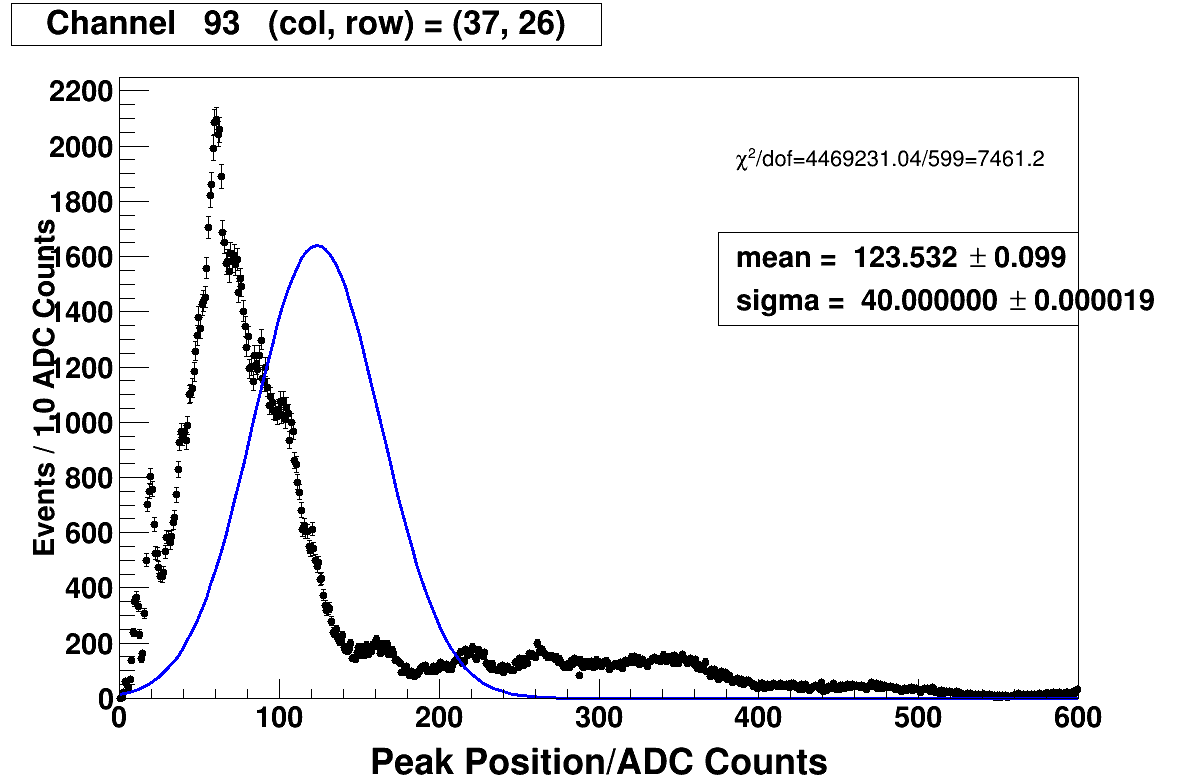 Channel 93 (col, row) = (37, 26)
2200
2000
1800
1600
1400
1200
1000
800
600
400
200
0
Events / 1.0 ADC Counts
χ²/dof=4469231.04/599=7461.2
mean = 123.532 ± 0.099
sigma = 40.000000 ± 0.000019
0 100 200 300 400 500 600
Peak Position/ADC Counts